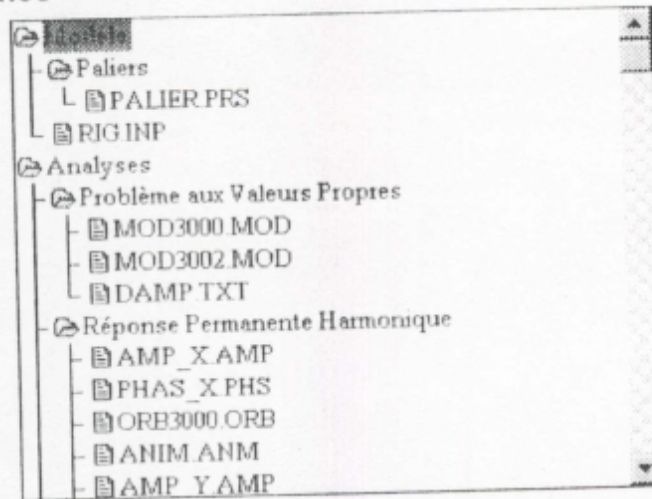 Modèle
Paliers
PALIER.PRS
RIG.INP
Analyses
Problème aux Valeurs Propres
MOD3000.MOD
MOD3002.MOD
DAMP.TXT
Réponse Permanente Harmonique
AMP_X.AMP
PHAS_X.PHS
ORB3000.ORB
ANIM.ANM
AMP_Y.AMP